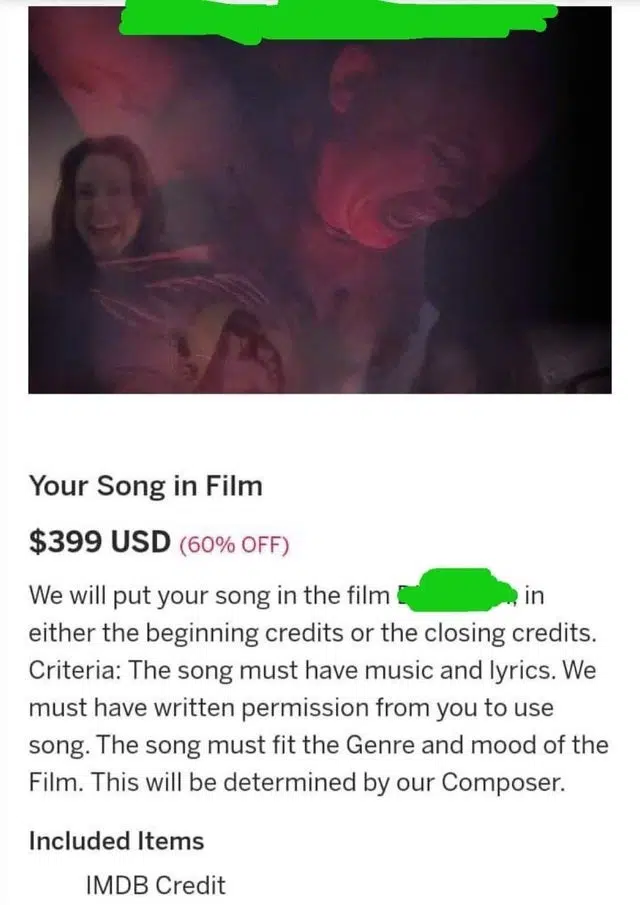 Your Song in Film
$399 USD (60% OFF)
We will put your song in the film in
either the beginning credits or the closing credits.
Criteria: The song must have music and lyrics. We
must have written permission from you to use
song. The song must fit the Genre and mood of the
Film. This will be determined by our Composer.
Included Items
IMDB Credit